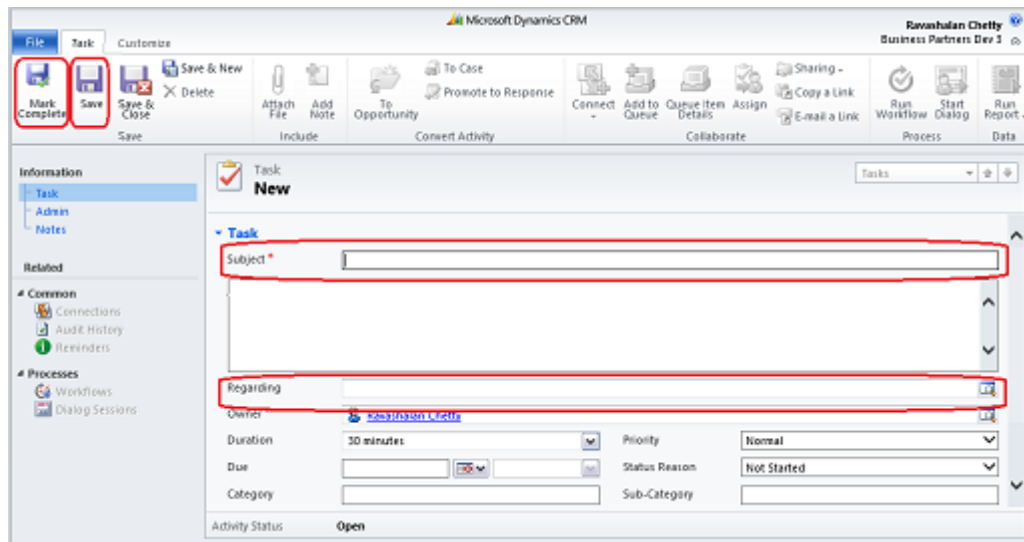 Microsoft Dynamics CRM
Ravashalan Chetty
Business Partners Dev 3
File Task Customize
Mark Complete
Save
Save & Close
Save & New
Delete
Save
Attach File
Add Note
Include
To Opportunity
To Case
Promote to Response
Convert Activity
Connect
Add to Queue
Queue Item Details
Assign
Sharing
Copy a Link
E-mail a Link
Collaborate
Run Workflow
Start Dialog
Process
Run Report
Data
Information
Task
Admin
Notes
Related
Common
Connections
Audit History
Reminders
Processes
Workflows
Dialog Sessions
Task
New
Tasks
Task
Subject *
Regarding
Owner Ravashalan Chetty
Duration 30 minutes Priority Normal
Due Status Reason Not Started
Category Sub-Category
Activity Status Open